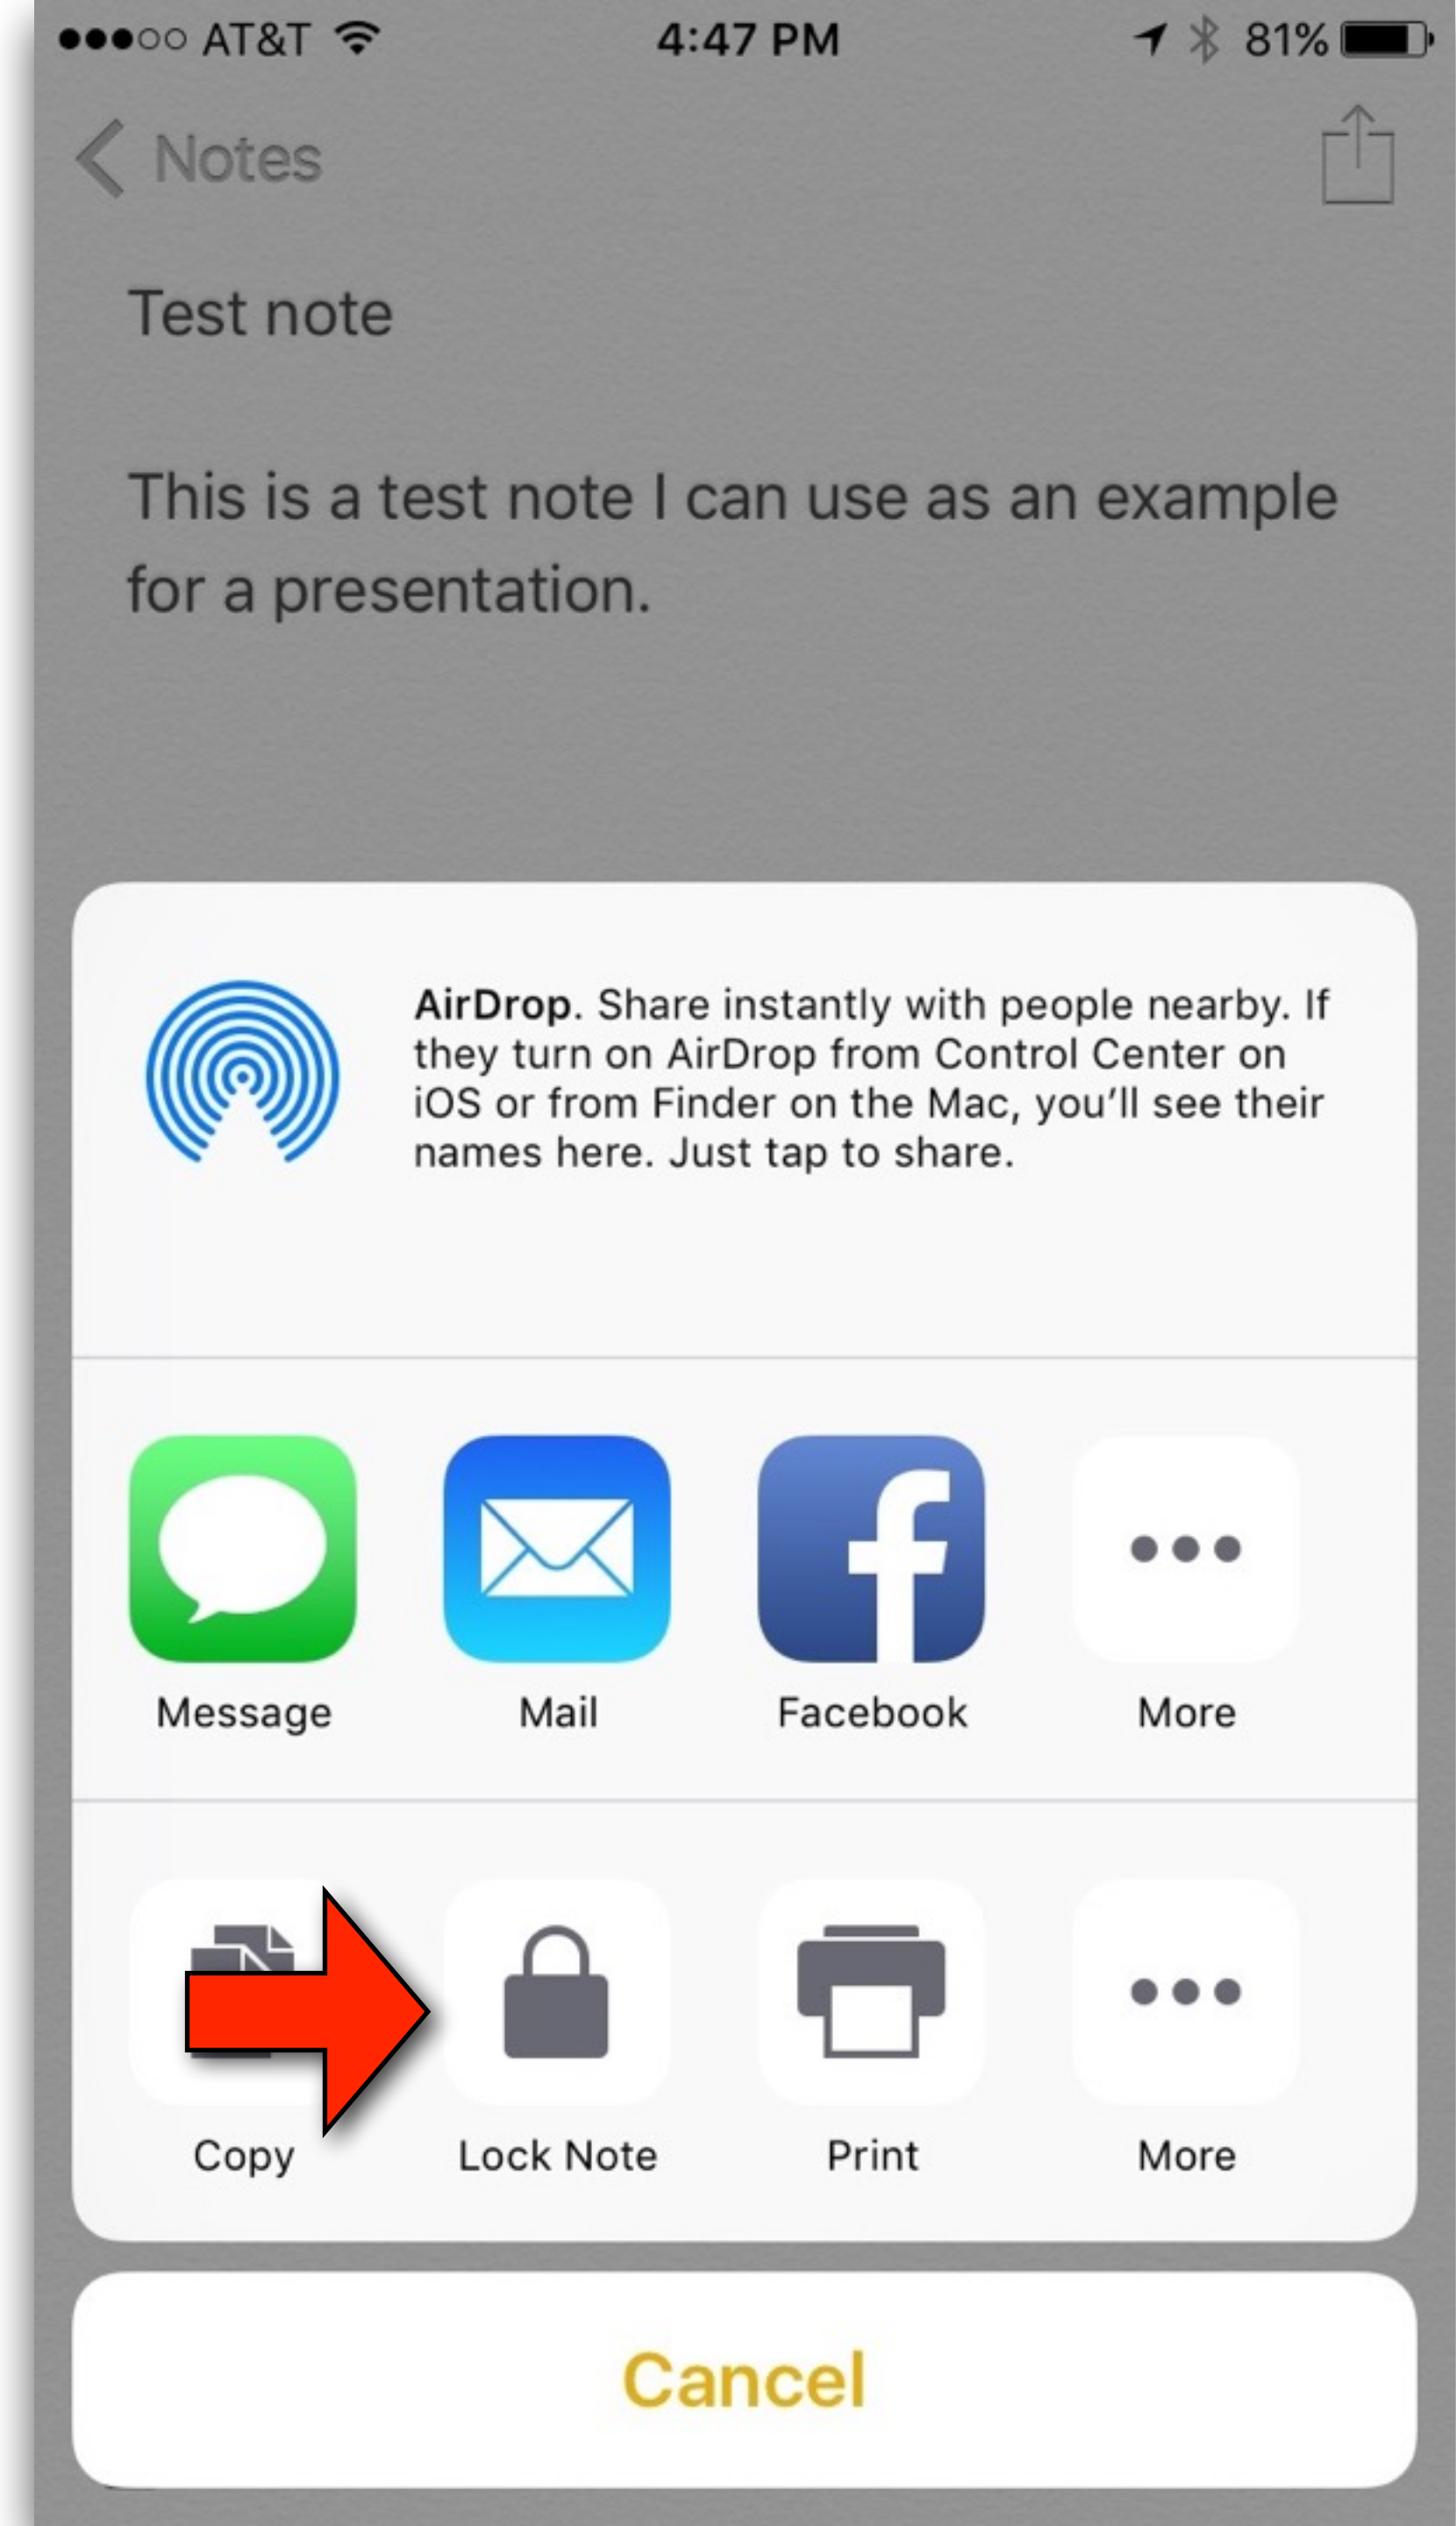 AT&T 4:47 PM 81%
Notes
Test note
This is a test note I can use as an example
for a presentation.
AirDrop. Share instantly with people nearby. If
they turn on AirDrop from Control Center on
iOS or from Finder on the Mac, you'll see their
names here. Just tap to share.
Message Mail Facebook More
Copy Lock Note Print More
Cancel